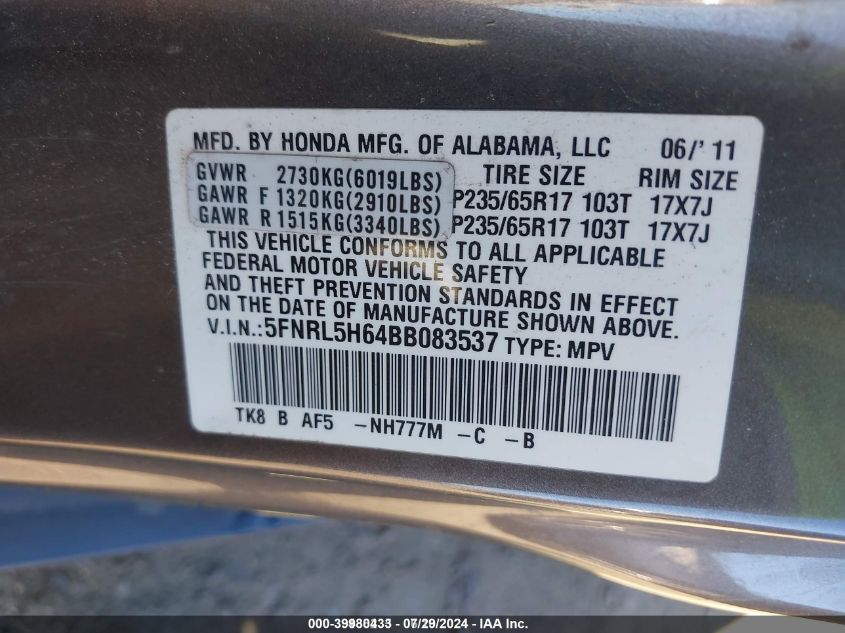 MFD. BY HONDA MFG. OF ALABAMA, LLC 06/' 11
GVWR 2730KG(6019LBS) TIRE SIZE RIM SIZE
GAWR F 1320KG(2910LBS) P235/65R17 103T 17X7J
GAWR R 1515KG(3340LBS) P235/65R17 103T 17X7J
THIS VEHICLE CONFORMS TO ALL APPLICABLE
FEDERAL MOTOR VEHICLE SAFETY
AND THEFT PREVENTION STANDARDS IN EFFECT
ON THE DATE OF MANUFACTURE SHOWN ABOVE.
V.I.N.:5FNRL5H64BB083537 TYPE: MPV
TK8 B AF5 -NH777M -C -B
000-39980433 - 07/29/2024 - IAA Inc.